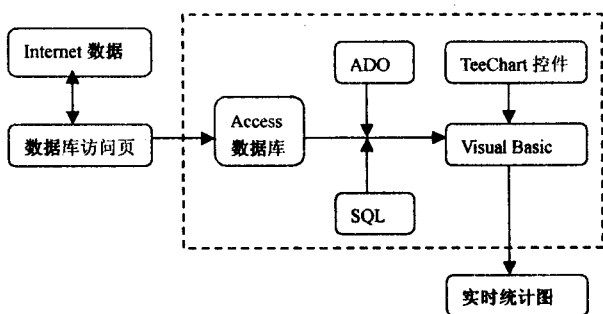 Internet 数据
数据库访问页
Access
数据库
ADO
SQL
TeeChart 控件
Visual Basic
实时统计图